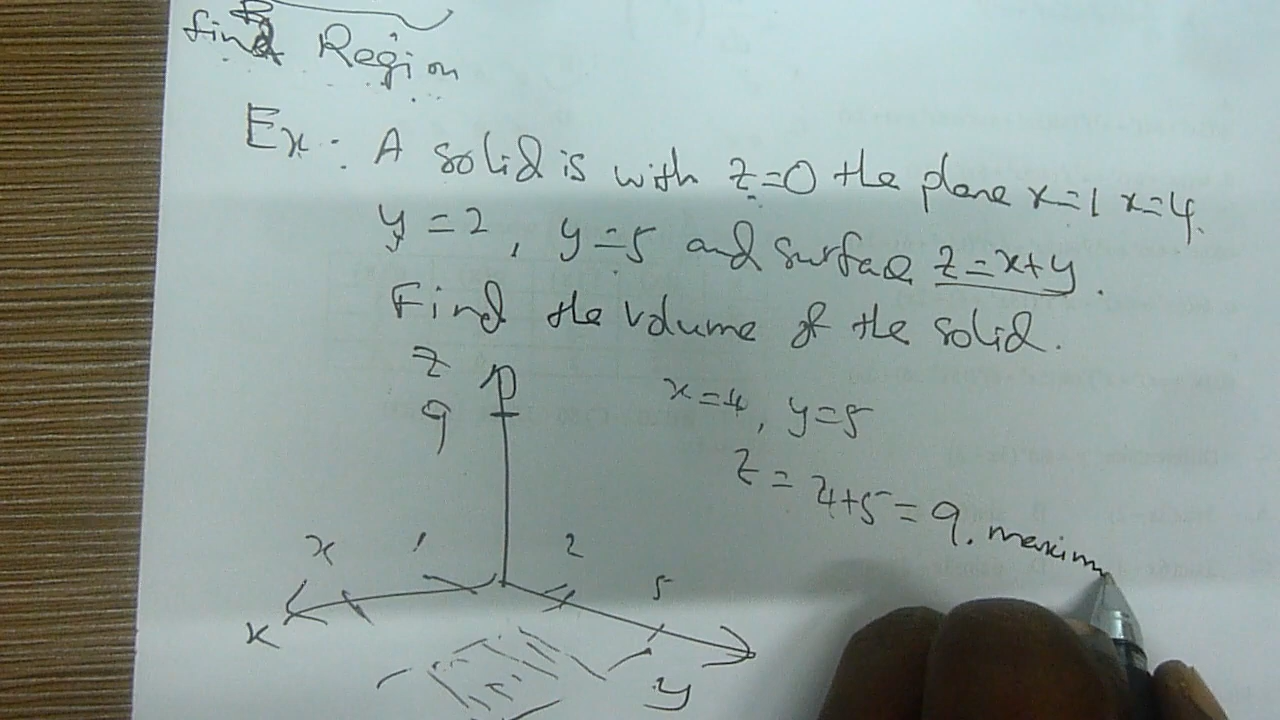 find Region
Ex: A solid is with z=0 the plane x=1 x=4.
y=2, y=5 and surface z=x+y.
Find the volume of the solid.
z
9
x=4, y=5
z=4+5=9. maxim
x 1 2
5
x
y